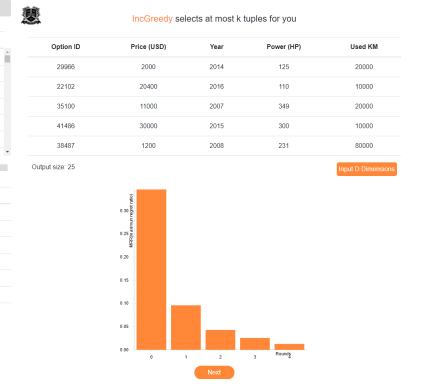 IncGreedy selects at most k tuples for you
Option ID Price (USD) Year Power (HP) Used KM
29966 2000 2014 125 20000
22102 20400 2016 110 10000
35100 11000 2007 349 20000
41486 30000 2015 300 10000
38487 1200 2008 231 80000
Output size: 25
Input D Dimensions
0.30
0.25
0.20
0.15
0.10
0.05
0.00
0 1 2 3
Rounds
Next